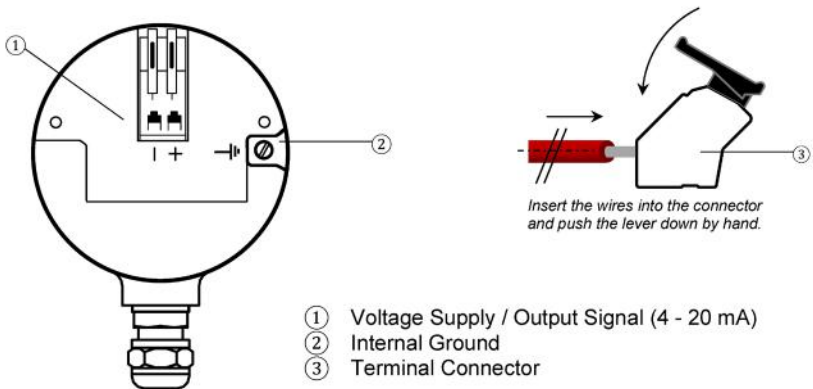 ①
②
– +
③
Insert the wires into the connector
and push the lever down by hand.
① Voltage Supply / Output Signal (4 - 20 mA)
② Internal Ground
③ Terminal Connector